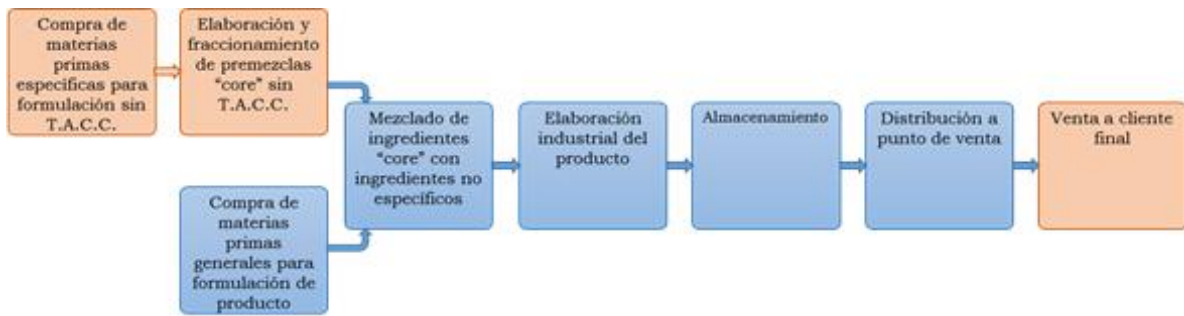 Compra de
materias
primas
específicas para
formulación sin
T.A.C.C.
Elaboración y
fraccionamiento
de premezclas
“core” sin
T.A.C.C.
Mezclado de
ingredientes
“core” con
ingredientes no
específicos
Compra de
materias
primas
generales para
formulación de
producto
Elaboración
industrial del
producto
Almacenamiento
Distribución a
punto de venta
Venta a cliente
final